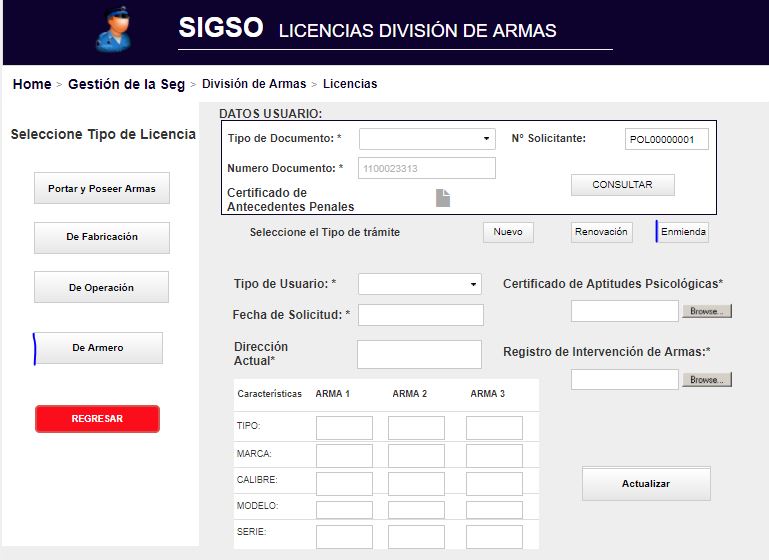 SIGSO LICENCIAS DIVISIÓN DE ARMAS
Home > Gestión de la Seg > División de Armas > Licencias
Seleccione Tipo de Licencia
Portar y Poseer Armas
De Fabricación
De Operación
De Armero
REGRESAR
DATOS USUARIO:
Tipo de Documento: *
N° Solicitante: POL00000001
Numero Documento: * 1100023313
CONSULTAR
Certificado de
Antecedentes Penales
Seleccione el Tipo de trámite Nuevo Renovación Enmienda
Tipo de Usuario: *
Certificado de Aptitudes Psicológicas*
Browse...
Fecha de Solicitud: *
Dirección
Actual*
Registro de Intervención de Armas:*
Browse...
Características ARMA 1 ARMA 2 ARMA 3
TIPO:
MARCA:
CALIBRE:
MODELO:
SERIE:
Actualizar